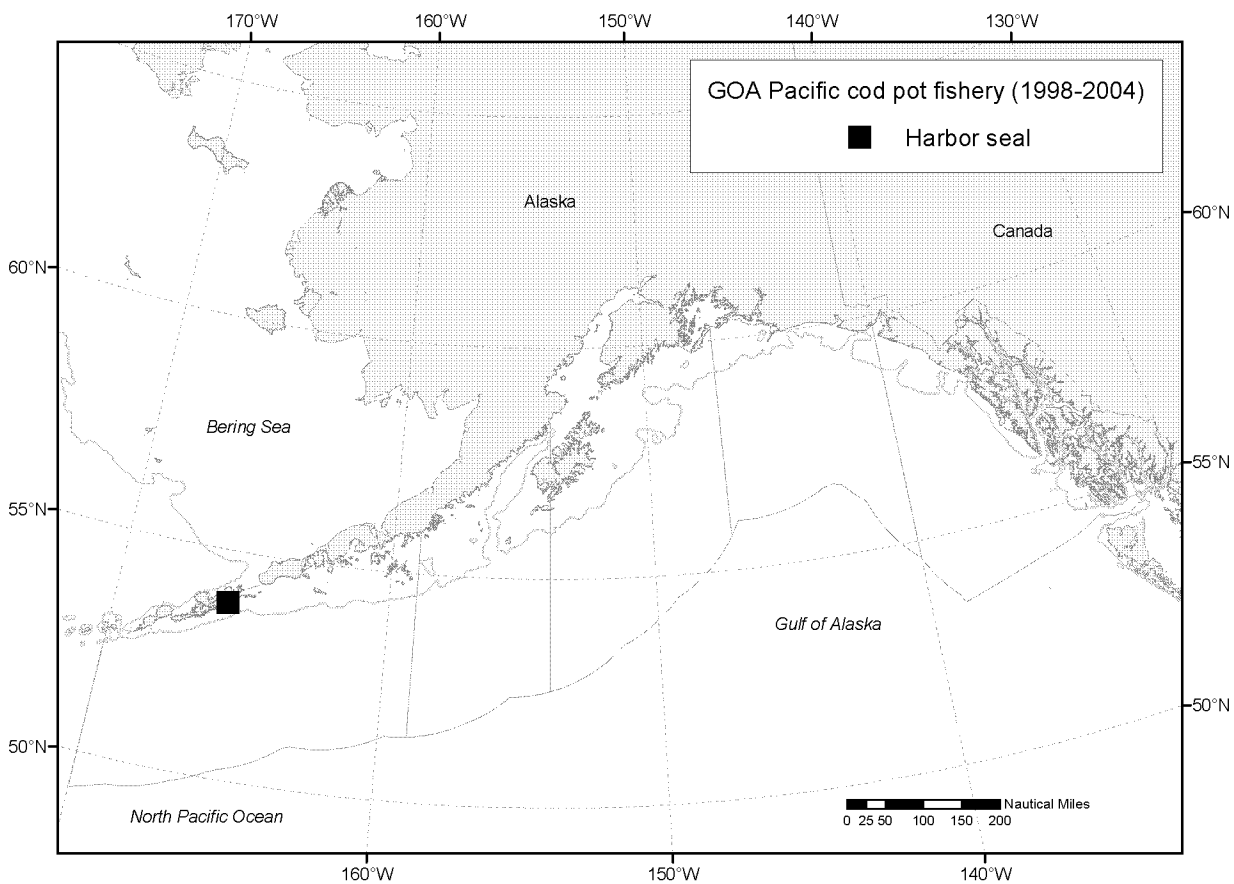 170°W 160°W 150°W 140°W 130°W
GOA Pacific cod pot fishery (1998-2004)
Harbor seal
Alaska
60°N
Canada
60°N
Bering Sea
55°N
55°N
Gulf of Alaska
50°N
50°N
Nautical Miles
0 25 50 100 150 200
North Pacific Ocean
160°W 150°W 140°W